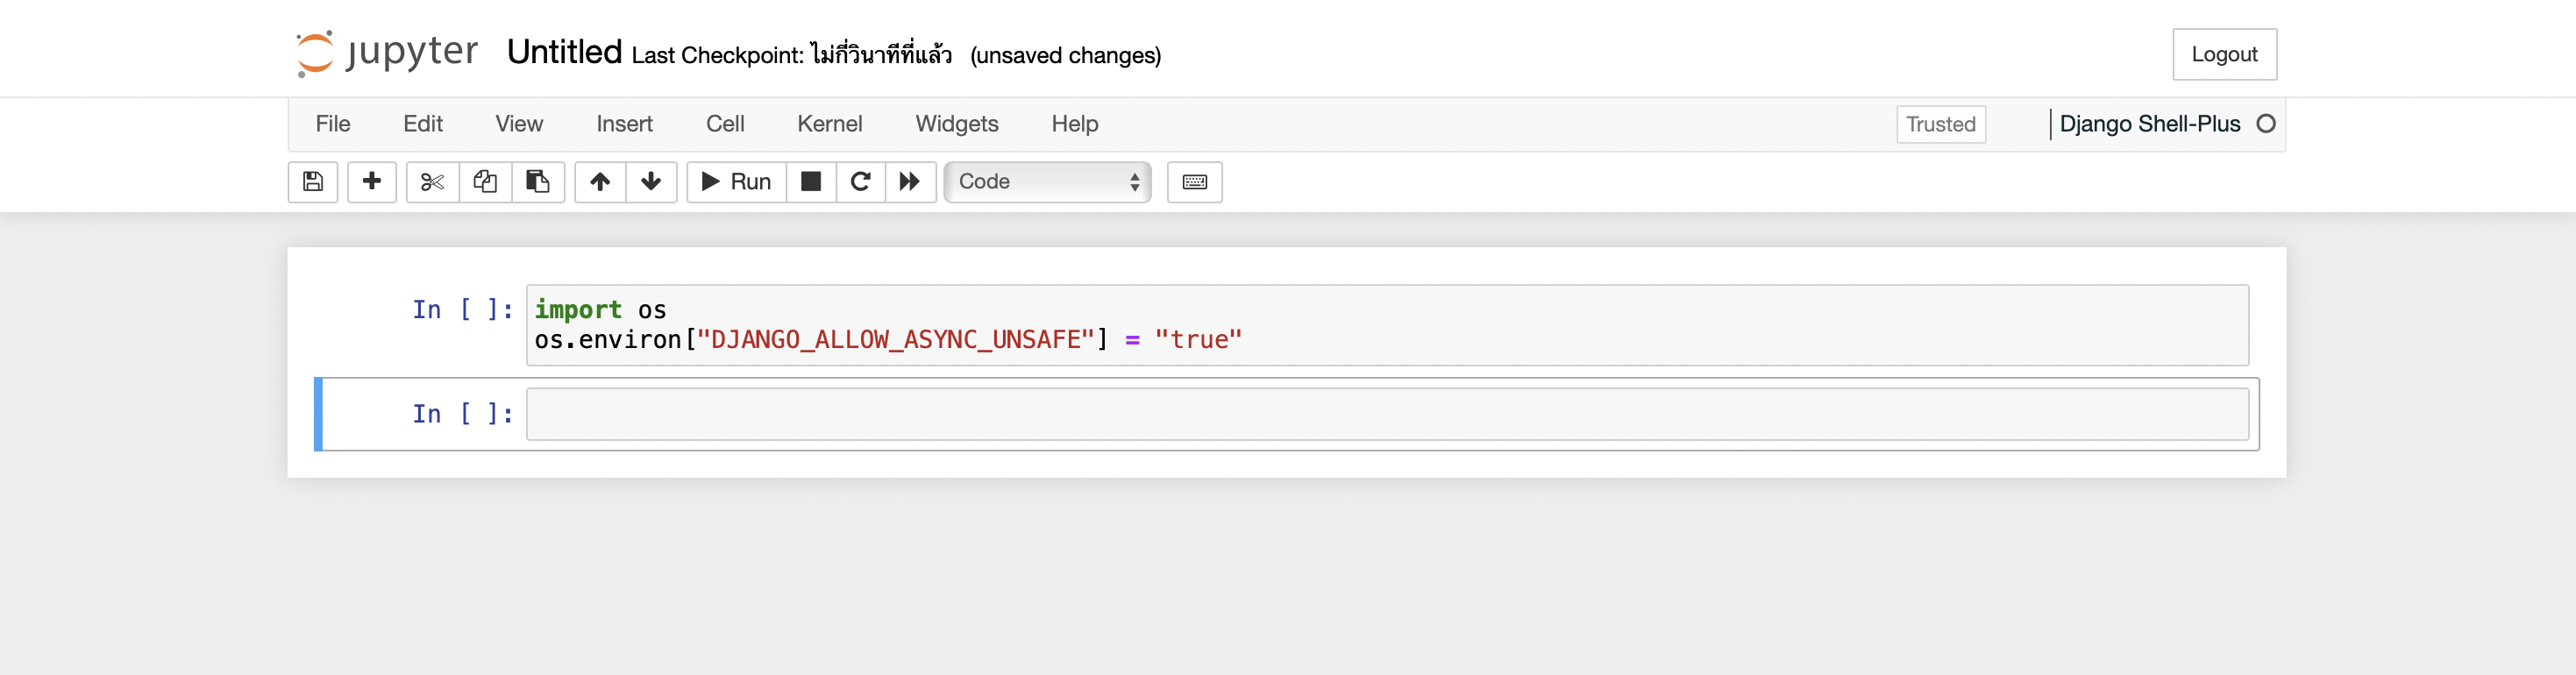 jupyter Untitled Last Checkpoint: ไม่กี่วินาทีที่แล้ว (unsaved changes) Logout
File Edit View Insert Cell Kernel Widgets Help Trusted Django Shell-Plus
Run Code
In [ ]: import os
os.environ["DJANGO_ALLOW_ASYNC_UNSAFE"] = "true"
In [ ]: